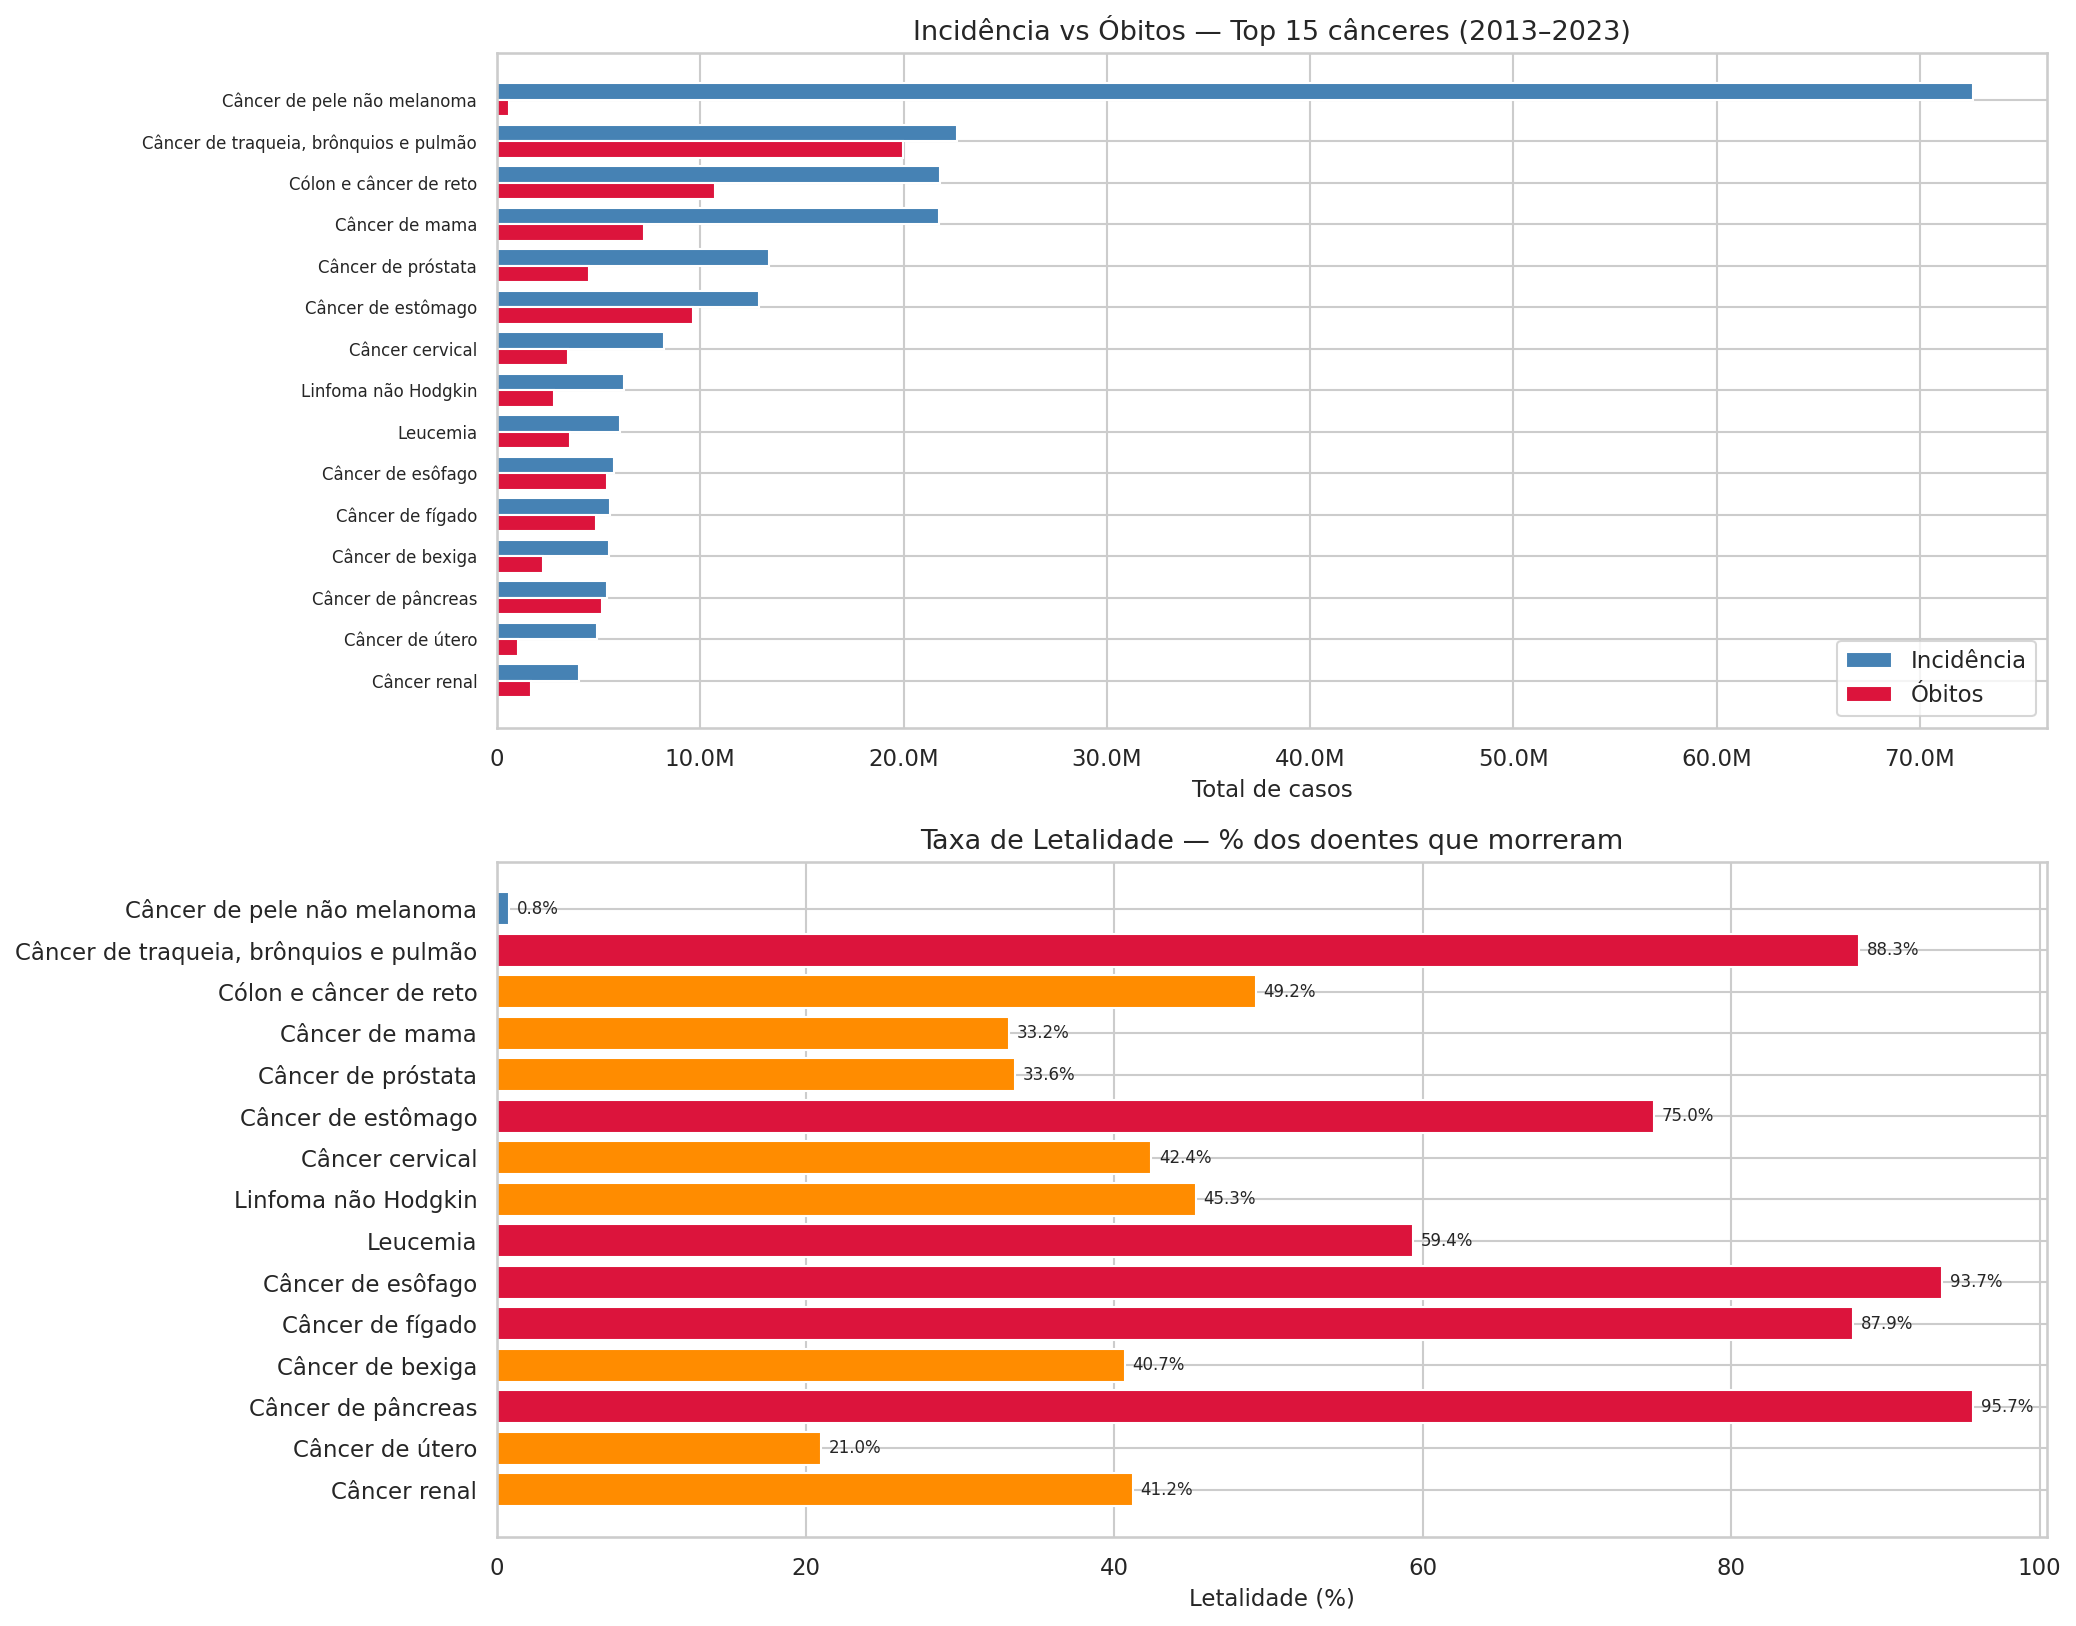 Incidência vs Óbitos — Top 15 cânceres (2013–2023)
Câncer de pele não melanoma
Câncer de traqueia, brônquios e pulmão
Cólon e câncer de reto
Câncer de mama
Câncer de próstata
Câncer de estômago
Câncer cervical
Linfoma não Hodgkin
Leucemia
Câncer de esôfago
Câncer de fígado
Câncer de bexiga
Câncer de pâncreas
Câncer de útero
Câncer renal
Incidência
Óbitos
0 10.0M 20.0M 30.0M 40.0M 50.0M 60.0M 70.0M
Total de casos
Taxa de Letalidade — % dos doentes que morreram
Câncer de pele não melanoma 0.8%
Câncer de traqueia, brônquios e pulmão 88.3%
Cólon e câncer de reto 49.2%
Câncer de mama 33.2%
Câncer de próstata 33.6%
Câncer de estômago 75.0%
Câncer cervical 42.4%
Linfoma não Hodgkin 45.3%
Leucemia 59.4%
Câncer de esôfago 93.7%
Câncer de fígado 87.9%
Câncer de bexiga 40.7%
Câncer de pâncreas 95.7%
Câncer de útero 21.0%
Câncer renal 41.2%
0 20 40 60 80 100
Letalidade (%)